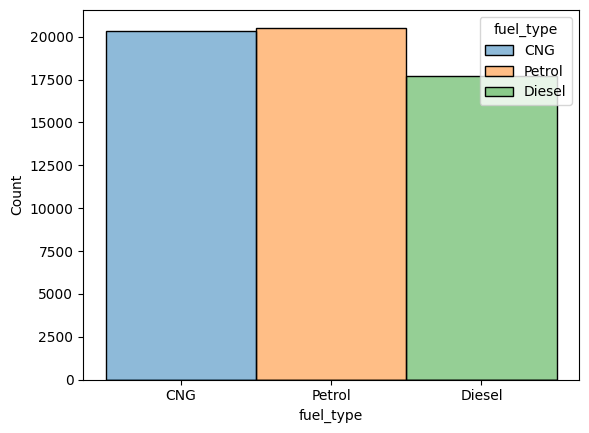 fuel_type
CNG
Petrol
Diesel
20000
17500
15000
12500
10000
7500
5000
2500
0
Count
CNG Petrol Diesel
fuel_type